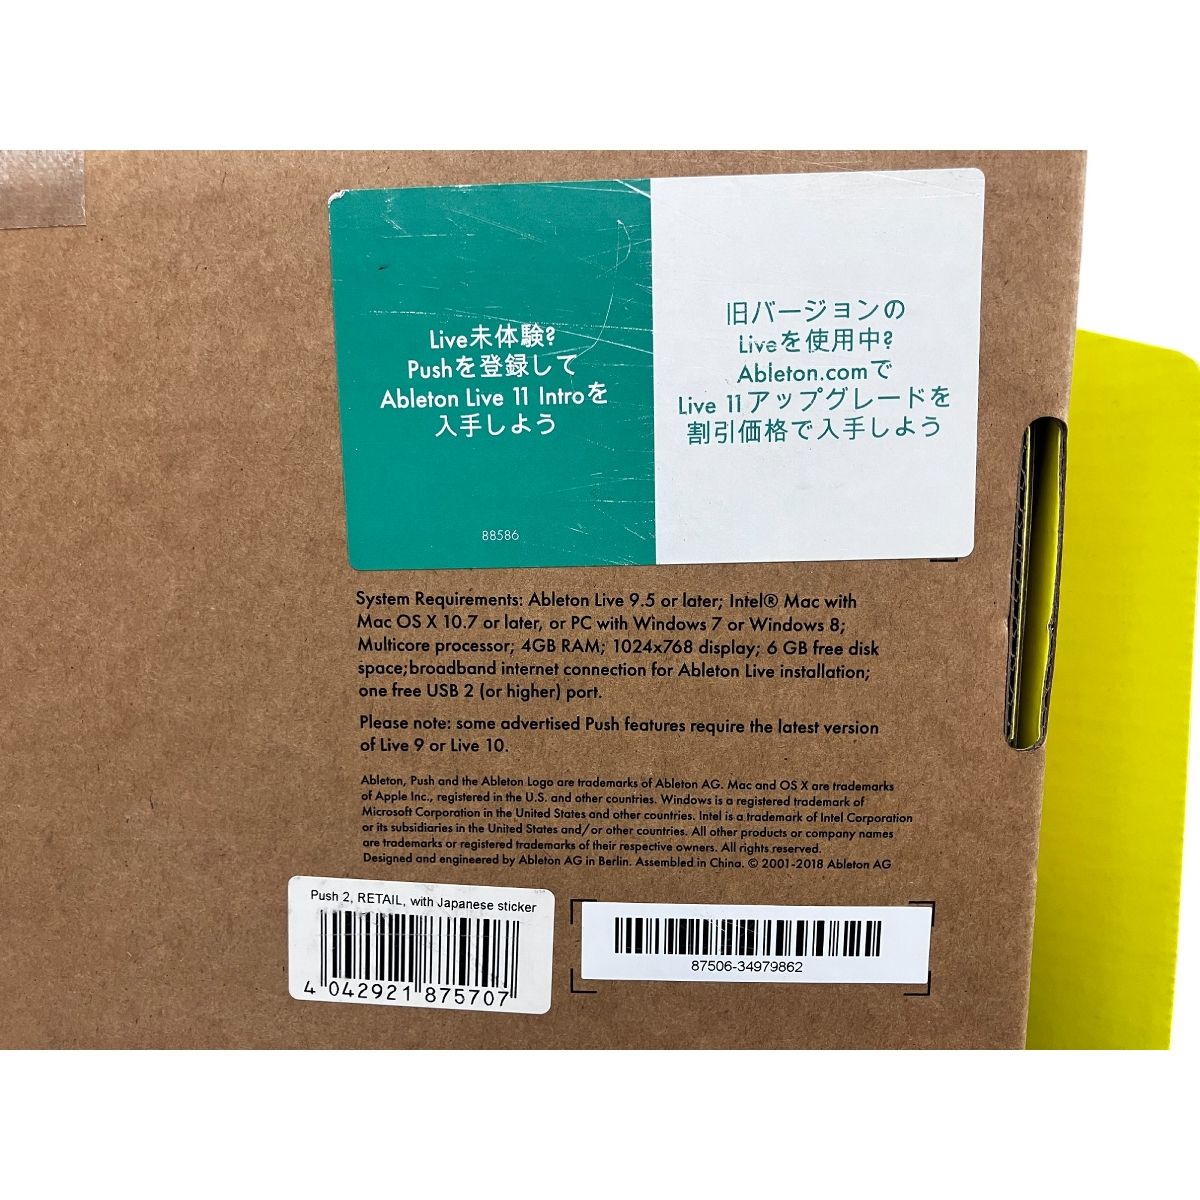 Live未体験?
Pushを登録して
Ableton Live 11 Introを
入手しよう
88586
旧バージョンの
Liveを使用中?
Ableton.comで
Live 11アップグレードを
割引価格で入手しよう
System Requirements: Ableton Live 9.5 or later; Intel® Mac with
Mac OS X 10.7 or later, or PC with Windows 7 or Windows 8;
Multicore processor; 4GB RAM; 1024x768 display; 6 GB free disk
space;broadband internet connection for Ableton Live installation;
one free USB 2 (or higher) port.
Please note: some advertised Push features require the latest version
of Live 9 or Live 10.
Ableton, Push and the Ableton Logo are trademarks of Ableton AG. Mac and OS X are trademarks
of Apple Inc., registered in the U.S. and other countries. Windows is a registered trademark of
Microsoft Corporation in the United States and other countries. Intel is a trademark of Intel Corporation
or its subsidiaries in the United States and/or other countries. All other products or company names
are trademarks or registered trademarks of their respective owners. All rights reserved.
Designed and engineered by Ableton AG in Berlin. Assembled in China. © 2001-2018 Ableton AG
Push 2, RETAIL, with Japanese sticker
4 042921 875707
87506-34979862